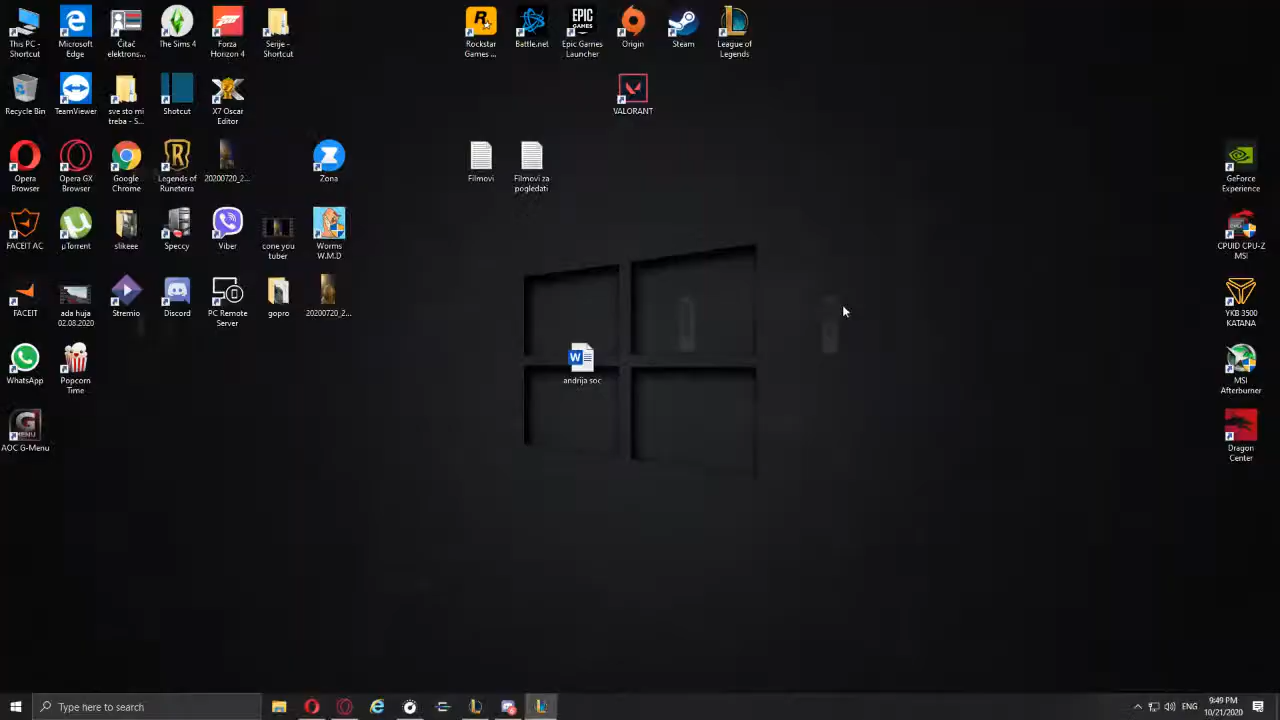 This PC -
Shortcut
Microsoft
Edge
Čitač
elektrons...
The Sims 4
Forza
Horizon 4
Serije -
Shortcut
Rockstar
Games ...
Battle.net
Epic Games
Launcher
EPIC
GAMES
Origin
Steam
League of
Legends
Recycle Bin
TeamViewer
sve sto mi
treba - S...
Shotcut
X7 Oscar
Editor
VALORANT
Opera
Browser
Opera GX
Browser
Google
Chrome
Legends of
Runeterra
20200720_2...
Zona
Filmovi
Filmovi za
pogledati
GeForce
Experience
FACEIT AC
µTorrent
slikeee
Speccy
Viber
cone you
tuber
Worms
W.M.D
CPUID CPU-Z
MSI
FACEIT
ada huja
02.08.2020
Stremio
Discord
PC Remote
Server
gopro
20200720_2...
YKB 3500
KATANA
WhatsApp
Popcorn
Time
andrija soc
MSI
Afterburner
AOC G-Menu
Dragon
Center
Type here to search
ENG
9:49 PM
10/21/2020